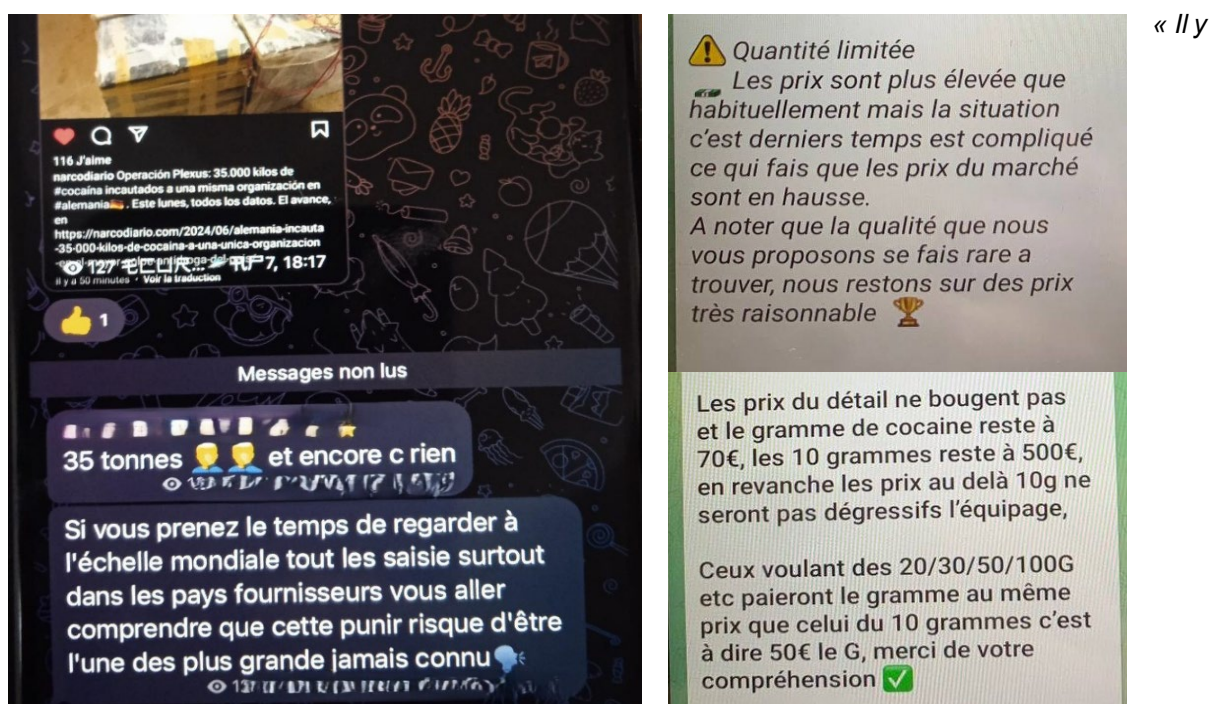 116 J'aime
narcodiario Operación Plexus: 35.000 kilos de
#cocaína incautados a una misma organización en
#alemania🇩🇪 . Este lunes, todos los datos. El avance,
en
https://narcodiario.com/2024/06/alemania-incauta
-35-000-kilos-de-cocaina-a-una-unica-organizacion
127
7, 18:17
il y a 50 minutes · Voir la traduction
👍 1
Messages non lus
35 tonnes 🤦‍♂️ 🤦‍♂️ et encore c rien
Si vous prenez le temps de regarder à
l'échelle mondiale tout les saisie surtout
dans les pays fournisseurs vous aller
comprendre que cette punir risque d'être
l'une des plus grande jamais connu🗣️
⚠️ Quantité limitée
Les prix sont plus élevée que
habituellement mais la situation
c'est derniers temps est compliqué
ce qui fais que les prix du marché
sont en hausse.
A noter que la qualité que nous
vous proposons se fais rare a
trouver, nous restons sur des prix
très raisonnable 🏆
Les prix du détail ne bougent pas
et le gramme de cocaine reste à
70€, les 10 grammes reste à 500€,
en revanche les prix au delà 10g ne
seront pas dégressifs l'équipage,
Ceux voulant des 20/30/50/100G
etc paieront le gramme au même
prix que celui du 10 grammes c'est
à dire 50€ le G, merci de votre
compréhension ✅
« Il y